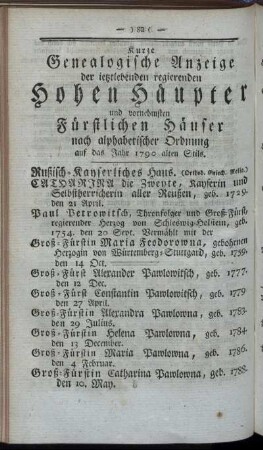 — ) 88 ( —
Kurze
Genealogische Anzeige
der letztlebenden regierenden
Hohen Häupter
und vornehmsten
Fürstlichen Häuser
nach alphabetischer Ordnung
auf das Jahr 1790 alten Stils.
Rußisch-Kayserliches Haus. (Orthod. Griech. Relig.)
CATHARINA die Zweyte, Kayserin und
Selbstherrscherin aller Reußen, geb. 1729.
den 21 April.
Paul Petrowitsch, Thronfolger und Groß-Fürst,
regierender Herzog von Schleswig-Holstein, geb.
1754. den 20 Sept. Vermählt mit der
Groß-Fürstin Maria Feodorowna, gebohrnen
Herzogin von Würtemberg-Stuttgard, geb. 1759.
den 14 Oct.
Groß-Fürst Alexander Pawlowitsch, geb. 1777.
den 12 Dec.
Groß-Fürst Constantin Pawlowitsch, geb. 1779
den 27 April.
Groß-Fürstin Alexandra Pawlowna, geb. 1783.
den 29 Julius.
Groß-Fürstin Helena Pawlowna, geb. 1784.
den 13 December.
Groß-Fürstin Maria Pawlowna, geb. 1786.
den 4 Februar.
Groß-Fürstin Catharina Pawlowna, geb. 1788.
den 10. May.